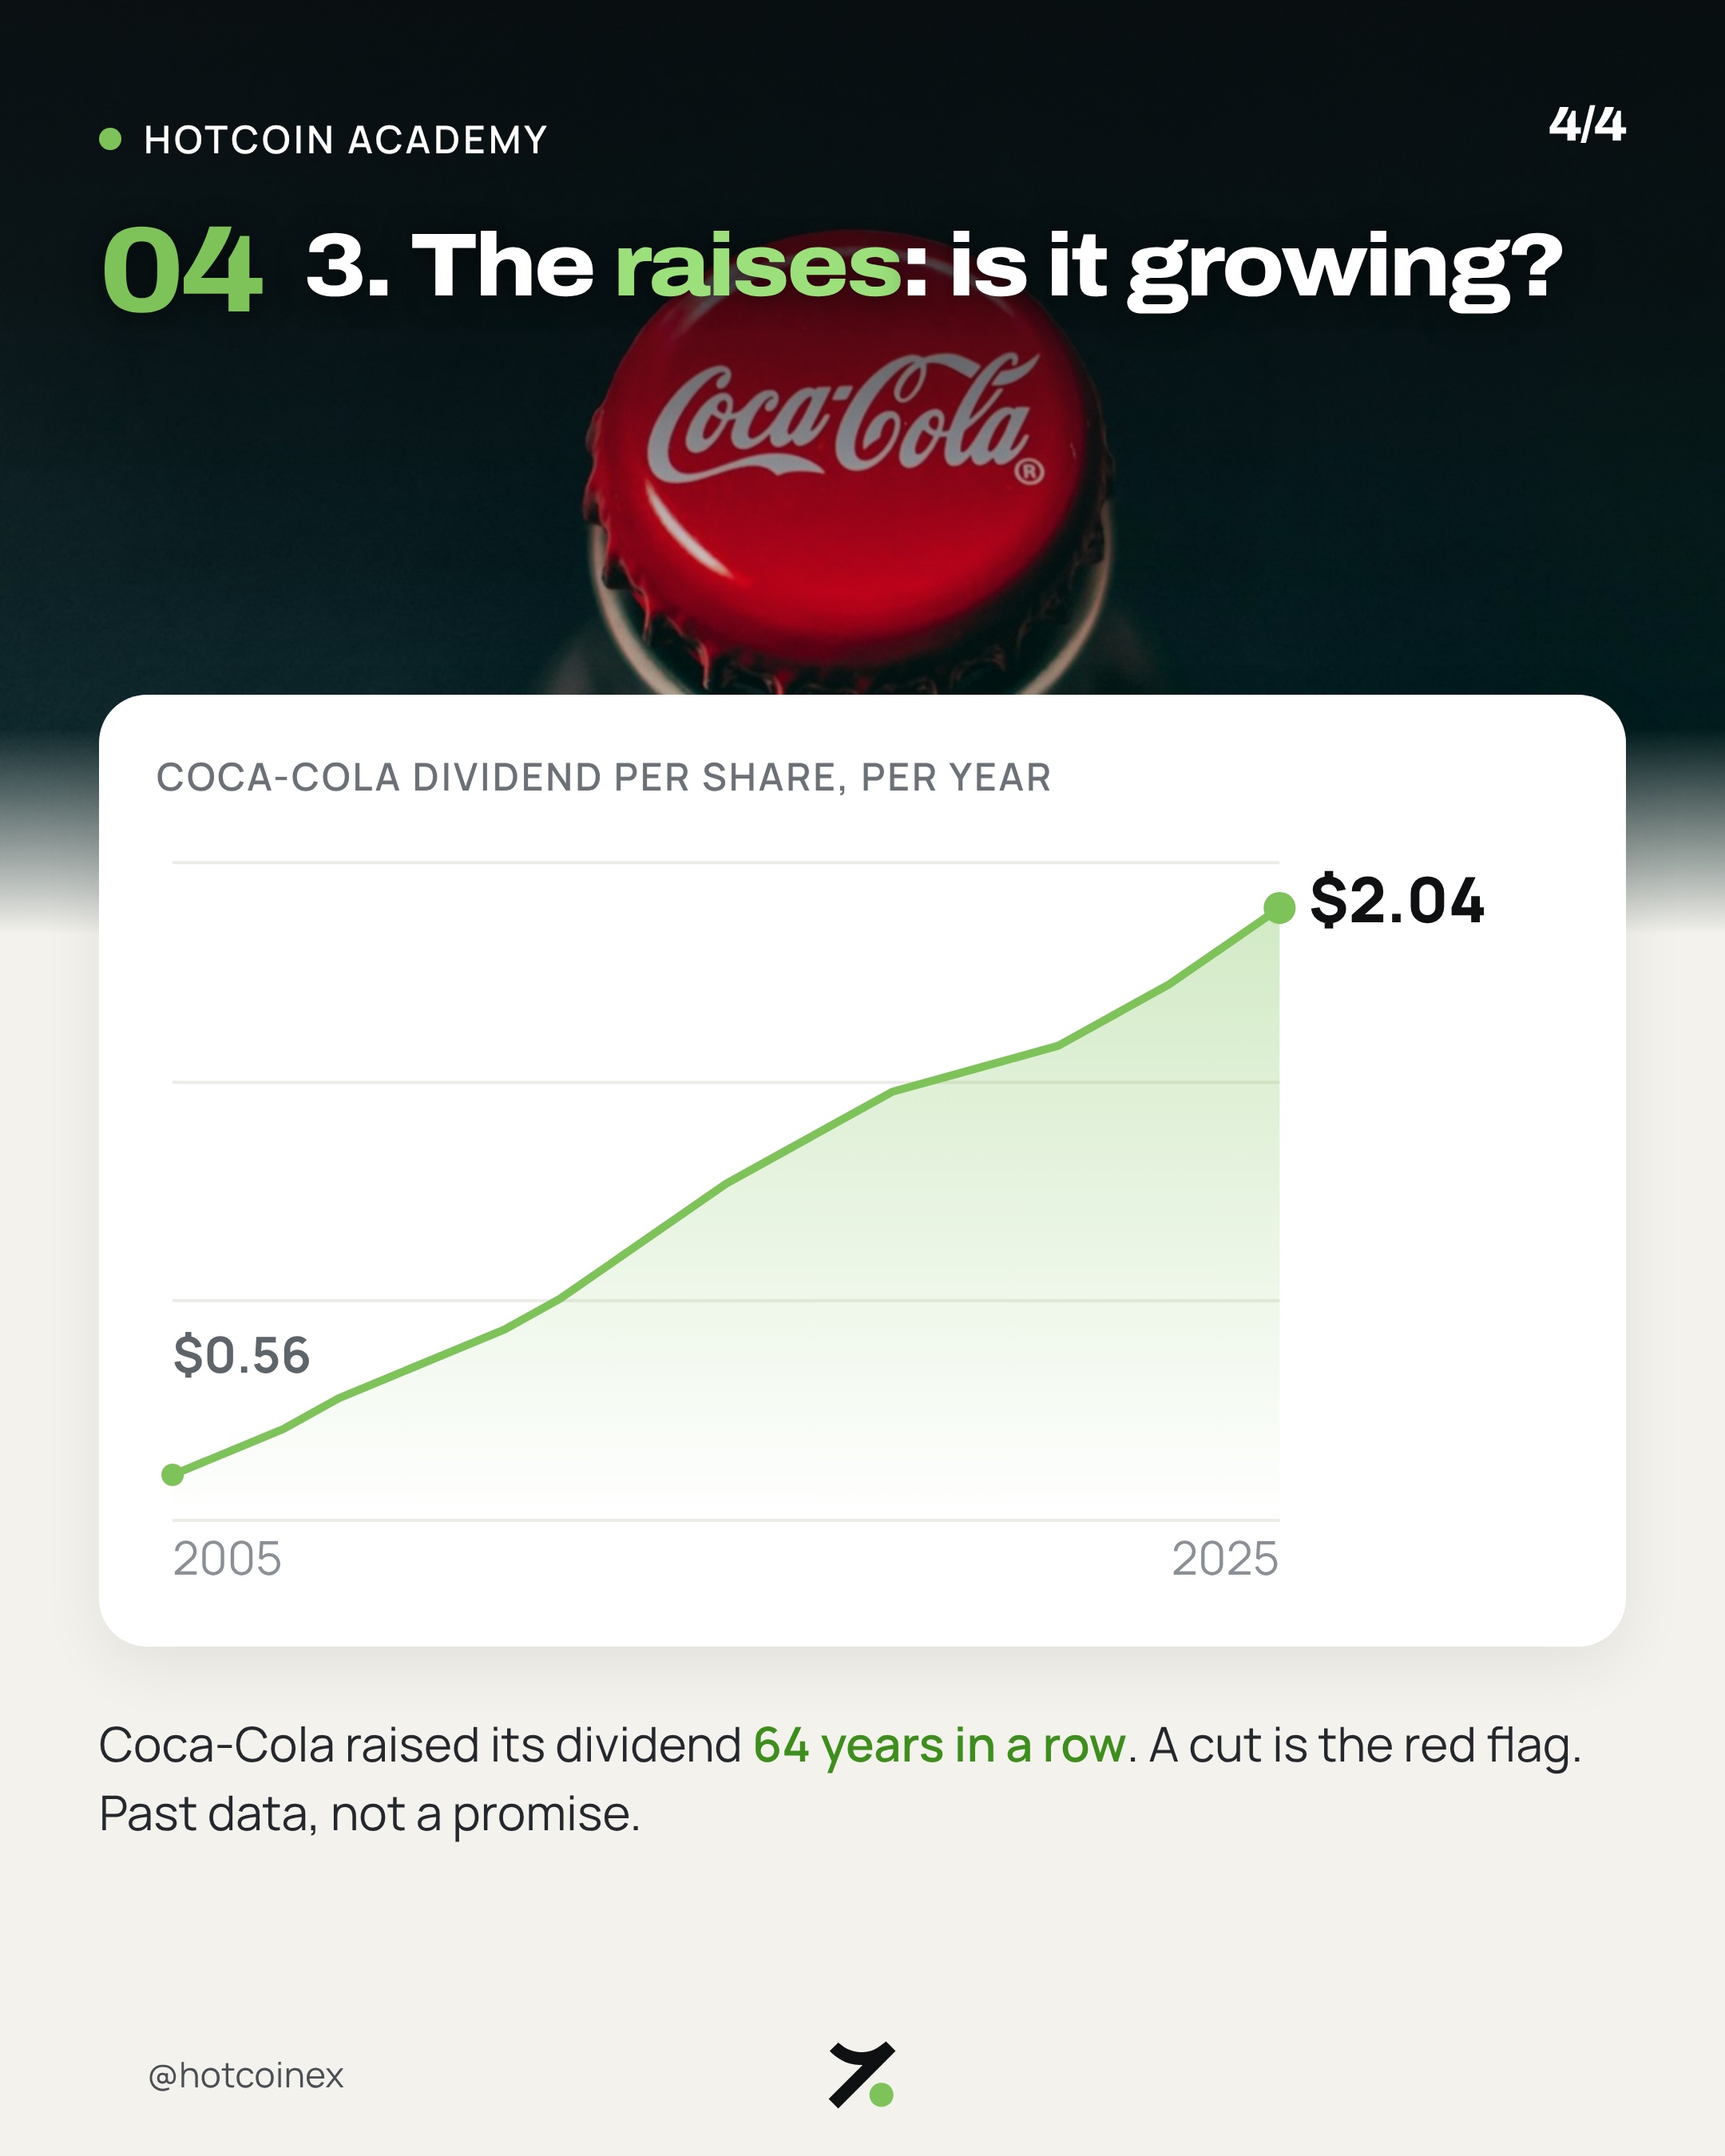 HOTCOIN ACADEMY
4/4
04 3. The raises: is it growing?
Coca-Cola®
COCA-COLA DIVIDEND PER SHARE, PER YEAR
$2.04
$0.56
2005 2025
Coca-Cola raised its dividend 64 years in a row. A cut is the red flag.
Past data, not a promise.
@hotcoinex